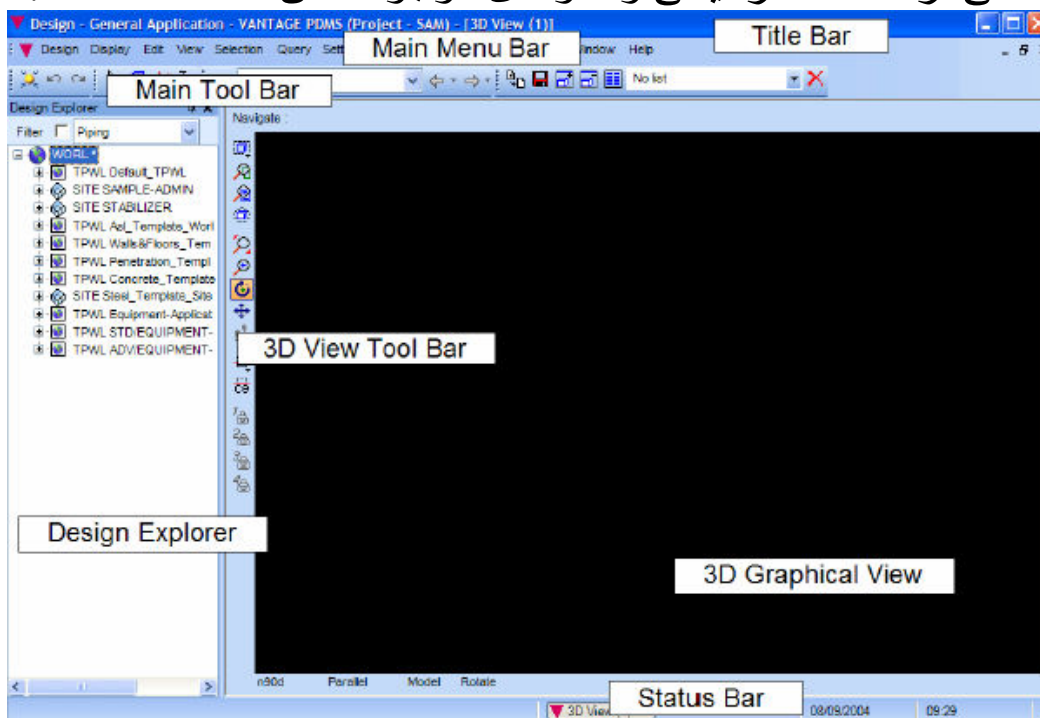 Design - General Application - VANTAGE PDMS (Project - SAM) - [3D View (1)]
Title Bar
Design Display Edit View Selection Query Window Help
Main Menu Bar
No list
Main Tool Bar
Design Explorer
Navigate :
Filter Piping
WORL *
TPWL Default_TPWL
SITE SAMPLE-ADMIN
SITE STABILIZER
TPWL Aal_Template_Worl
TPWL Walls&Floors_Tem
TPWL Penetration_Templ
TPWL Concrete_Template
SITE Steel_Template_Site
TPWL Equipment-Applicat
TPWL STD/EQUIPMENT-
TPWL ADV/EQUIPMENT-
3D View Tool Bar
Design Explorer
3D Graphical View
n90d Parallel Model Rotate
Status Bar
3D View 08/09/2004 09:29